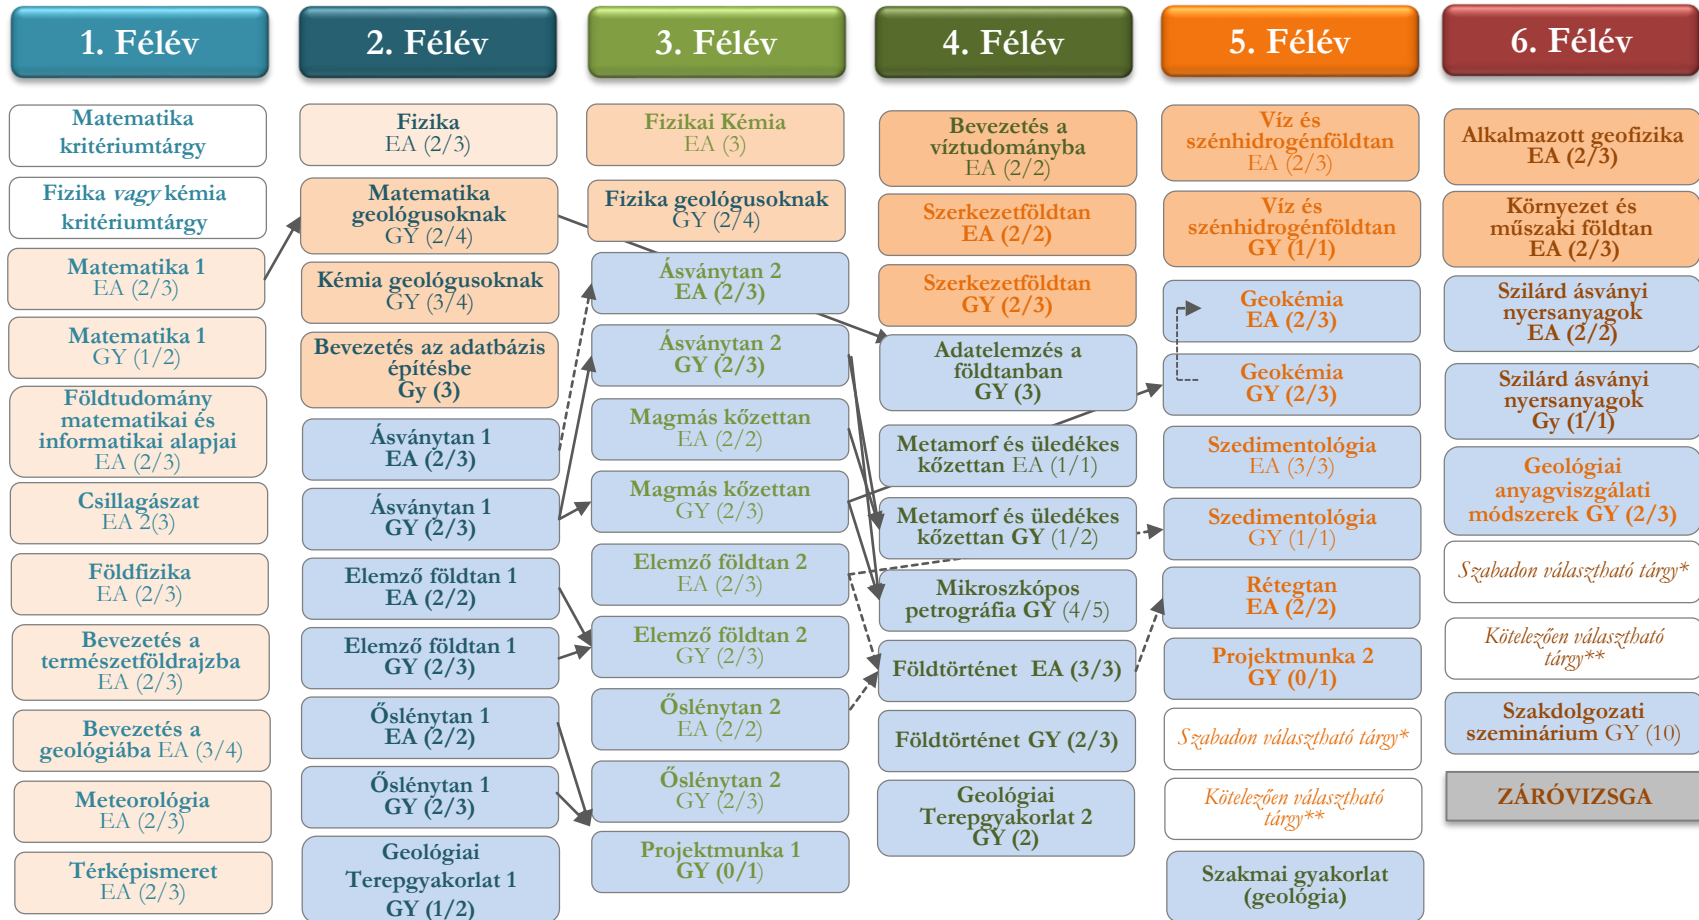 1. Félév
2. Félév
3. Félév
4. Félév
5. Félév
6. Félév
Matematika
kritériumtárgy
Fizika vagy kémia
kritériumtárgy
Matematika 1
EA (2/3)
Matematika 1
GY (1/2)
Földtudomány
matematikai és
informatikai alapjai
EA (2/3)
Csillagászat
EA 2(3)
Földfizika
EA (2/3)
Bevezetés a
természetföldrajzba
EA (2/3)
Bevezetés a
geológiába EA (3/4)
Meteorológia
EA (2/3)
Térképismeret
EA (2/3)
Fizika
EA (2/3)
Matematika
geológusoknak
GY (2/4)
Kémia geológusoknak
GY (3/4)
Bevezetés az adatbázis
építésbe
Gy (3)
Ásványtan 1
EA (2/3)
Ásványtan 1
GY (2/3)
Elemző földtan 1
EA (2/2)
Elemző földtan 1
GY (2/3)
Őslénytan 1
EA (2/2)
Őslénytan 1
GY (2/3)
Geológiai
Terepgyakorlat 1
GY (1/2)
Fizikai Kémia
EA (3)
Fizika geológusoknak
GY (2/4)
Ásványtan 2
EA (2/3)
Ásványtan 2
GY (2/3)
Magmás kőzettan
EA (2/2)
Magmás kőzettan
GY (2/3)
Elemző földtan 2
EA (2/3)
Elemző földtan 2
GY (2/3)
Őslénytan 2
EA (2/2)
Őslénytan 2
GY (2/3)
Projektmunka 1
GY (0/1)
Bevezetés a
víztudományba
EA (2/2)
Szerkezetföldtan
EA (2/2)
Szerkezetföldtan
GY (2/3)
Adatelemzés a
földtanban
GY (3)
Metamorf és üledékes
kőzettan EA (1/1)
Metamorf és üledékes
kőzettan GY (1/2)
Mikroszkópos
petrográfia GY (4/5)
Földtörténet EA (3/3)
Földtörténet GY (2/3)
Geológiai
Terepgyakorlat 2
GY (2)
Víz és
szénhidrogénföldtan
EA (2/3)
Víz és
szénhidrogénföldtan
GY (1/1)
Geokémia
EA (2/3)
Geokémia
GY (2/3)
Szedimentológia
EA (3/3)
Szedimentológia
GY (1/1)
Rétegtan
EA (2/2)
Projektmunka 2
GY (0/1)
Szabadon választható tárgy*
Kötelezően választható
tárgy**
Szakmai gyakorlat
(geológia)
Alkalmazott geofizika
EA (2/3)
Környezet és
műszaki földtan
EA (2/3)
Szilárd ásványi
nyersanyagok
EA (2/2)
Szilárd ásványi
nyersanyagok
Gy (1/1)
Geológiai
anyagviszgálati
módszerek GY (2/3)
Szabadon választható tárgy*
Kötelezően választható
tárgy**
Szakdolgozati
szeminárium GY (10)
ZÁRÓVIZSGA